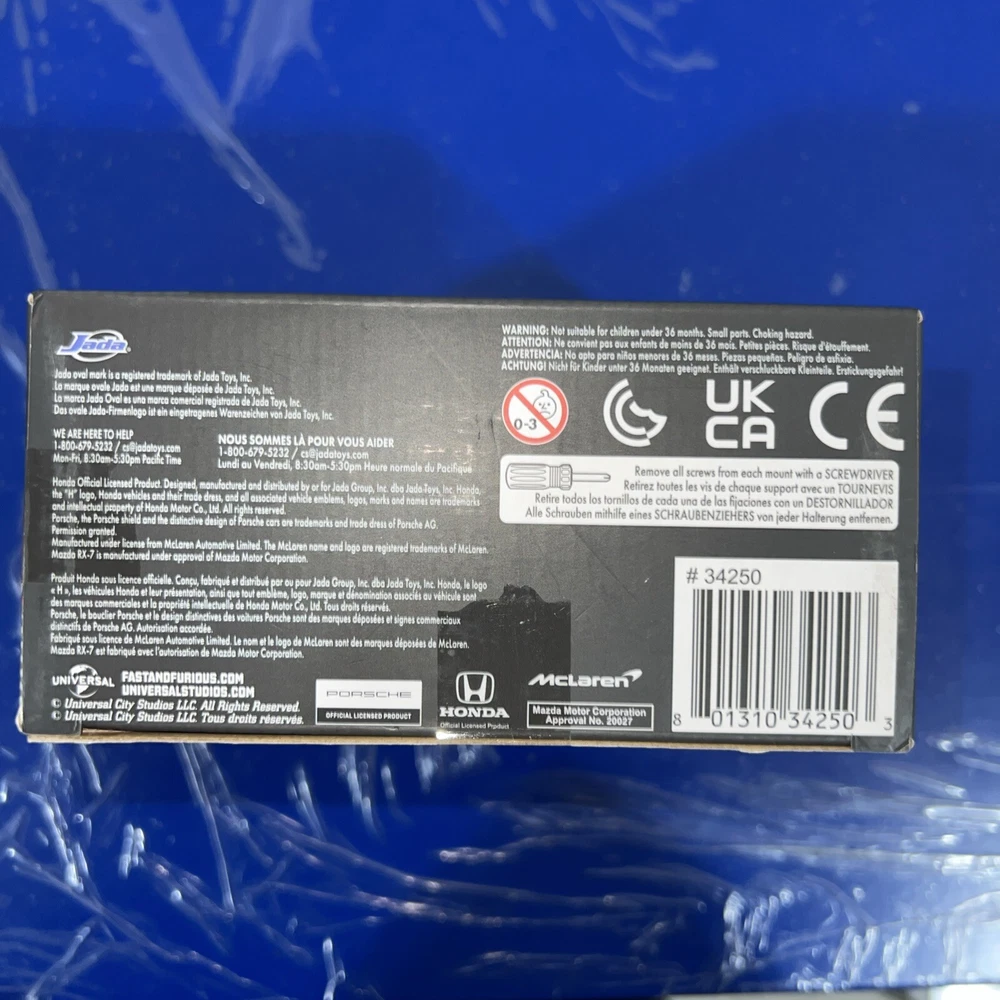 Jada
Jada oval mark is a registered trademark of Jada Toys, Inc.
La marque ovale Jada est une marque déposée de Jada Toys, Inc.
La marca Jada Oval es una marca comercial registrada de Jada Toys, Inc.
Das ovale Jada-Firmenlogo ist ein eingetragenes Warenzeichen von Jada Toys, Inc.
WE ARE HERE TO HELP
1-800-679-5232 / cs@jadatoys.com
Mon-Fri, 8:30am-5:30pm Pacific Time
NOUS SOMMES LÀ POUR VOUS AIDER
1-800-679-5232 / cs@jadatoys.com
Lundi au Vendredi, 8:30am-5:30pm Heure normale du Pacifique
Honda Official Licensed Product. Designed, manufactured and distributed by or for Jada Group, Inc. dba Jada Toys, Inc. Honda,
the "H" logo, Honda vehicles and their trade dress, and all associated vehicle emblems, logos, marks and names are trademarks
and intellectual property of Honda Motor Co., Ltd. All rights reserved.
Porsche, the Porsche shield and the distinctive design of Porsche cars are trademarks and trade dress of Porsche AG.
Permission granted.
Manufactured under license from McLaren Automotive Limited. The McLaren name and logo are registered trademarks of McLaren.
Mazda RX-7 is manufactured under approval of Mazda Motor Corporation.
Produit Honda sous licence officielle. Conçu, fabriqué et distribué par ou pour Jada Group, Inc. dba Jada Toys, Inc. Honda, le logo
« H », les véhicules Honda et leur présentation, ainsi que tout emblème, logo, marque et dénomination associés au véhicule sont
des marques commerciales et la propriété intellectuelle de Honda Motor Co., Ltd. Tous droits réservés.
Porsche, le bouclier Porsche et le design distinctives des voitures Porsche sont des marques déposées et signes commerciaux
distinctifs de Porsche AG. Autorisation accordée.
Fabriqué sous licence de McLaren Automotive Limited. Le nom et le logo de McLaren sont des marques déposées de McLaren.
Mazda RX-7 est fabriqué avec l'autorisation de Mazda Motor Corporation.
UNIVERSAL
FASTANDFURIOUS.COM
UNIVERSALSTUDIOS.COM
© Universal City Studios LLC. All Rights Reserved.
© Universal City Studios LLC. Tous droits réservés.
PORSCHE
OFFICIAL LICENSED PRODUCT
HONDA
Official Licensed Product
McLaren
Mazda Motor Corporation
Approval No. 20027
WARNING: Not suitable for children under 36 months. Small parts. Choking hazard.
ATTENTION: Ne convient pas aux enfants de moins de 36 mois. Petites pièces. Risque d'étouffement.
ADVERTENCIA: No apto para niños menores de 36 meses. Piezas pequeñas. Peligro de asfixia.
ACHTUNG! Nicht für Kinder unter 36 Monaten geeignet. Enthält verschluckbare Kleinteile. Erstickungsgefahr!
0-3
UK
CA
CE
Remove all screws from each mount with a SCREWDRIVER
Retirez toutes les vis de chaque support avec un TOURNEVIS
Retire todos los tornillos de cada una de las fijaciones con un DESTORNILLADOR
Alle Schrauben mithilfe eines SCHRAUBENZIEHERS von jeder Halterung entfernen.
# 34250
8 01310 34250 3